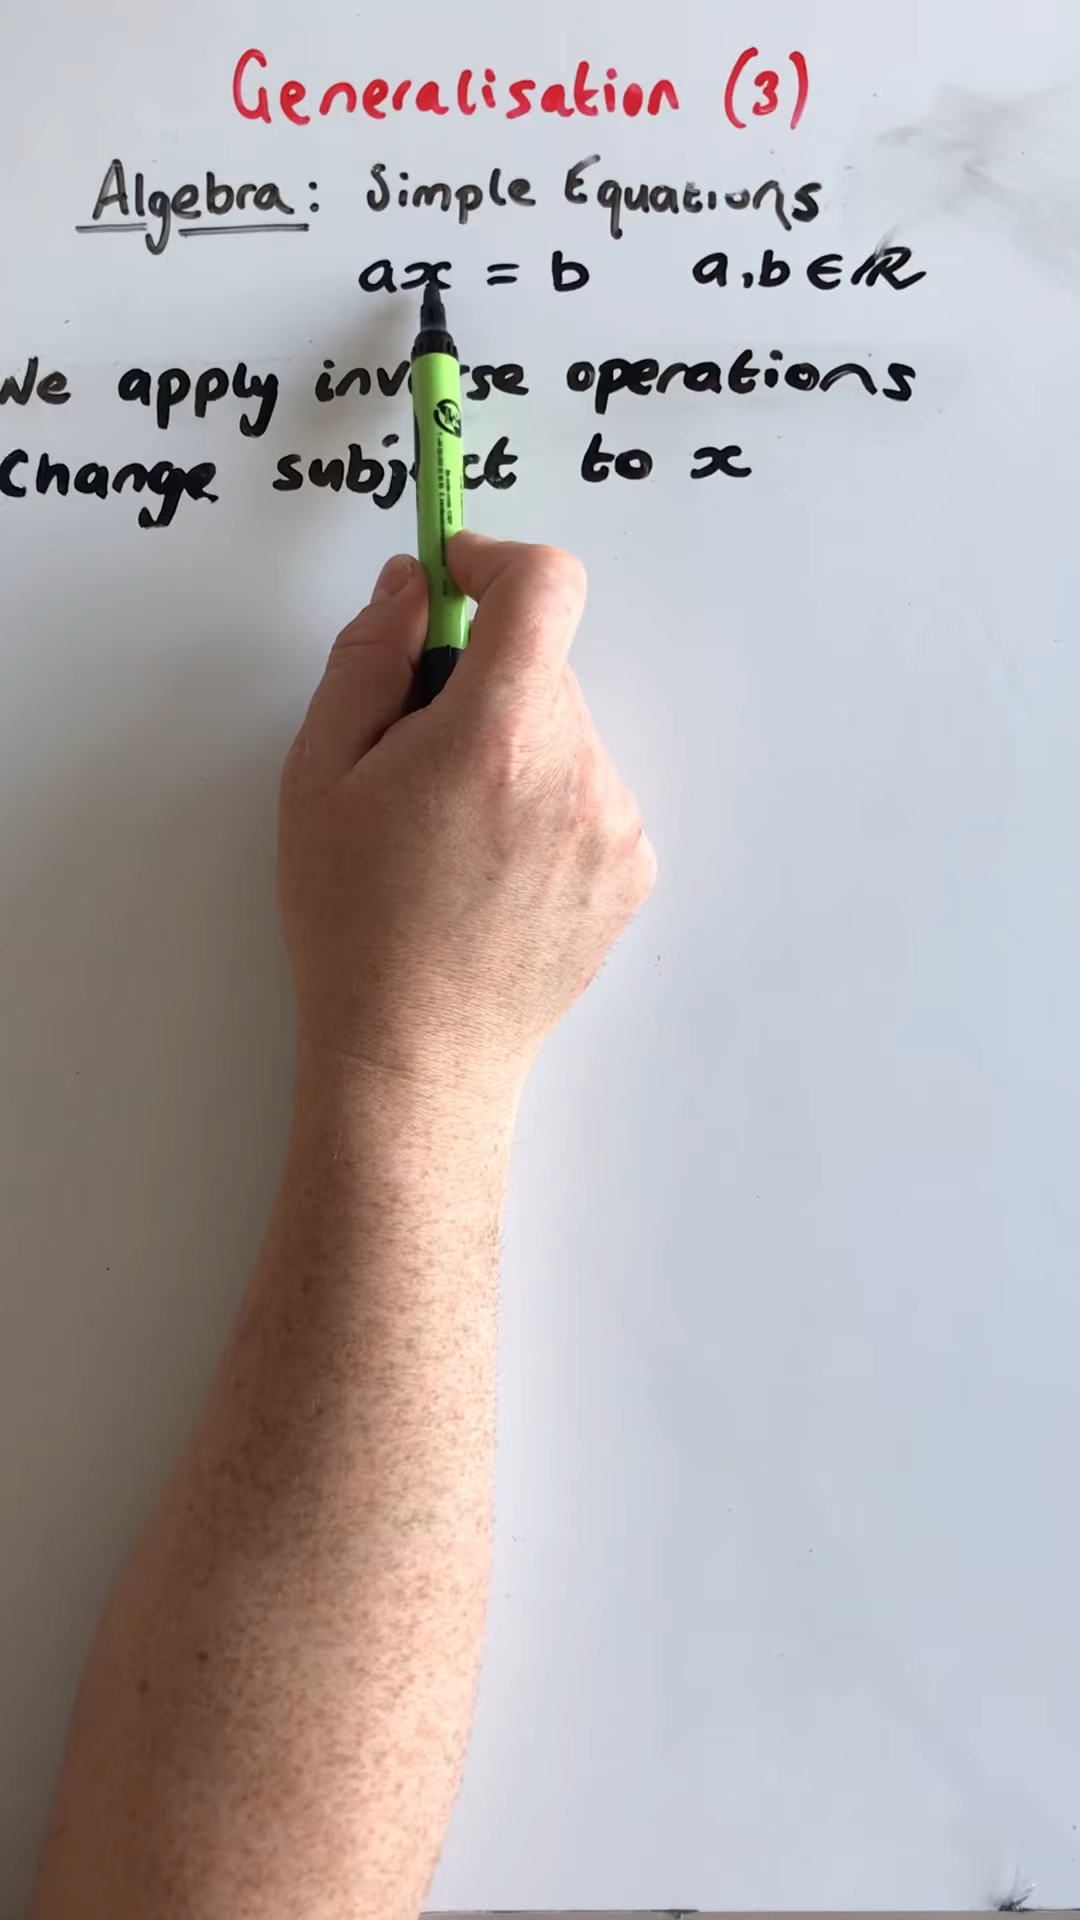 Generalisation (3)
Algebra: Simple Equations
ax = b a,b ∈ ℝ
We apply inverse operations
Change subject to x